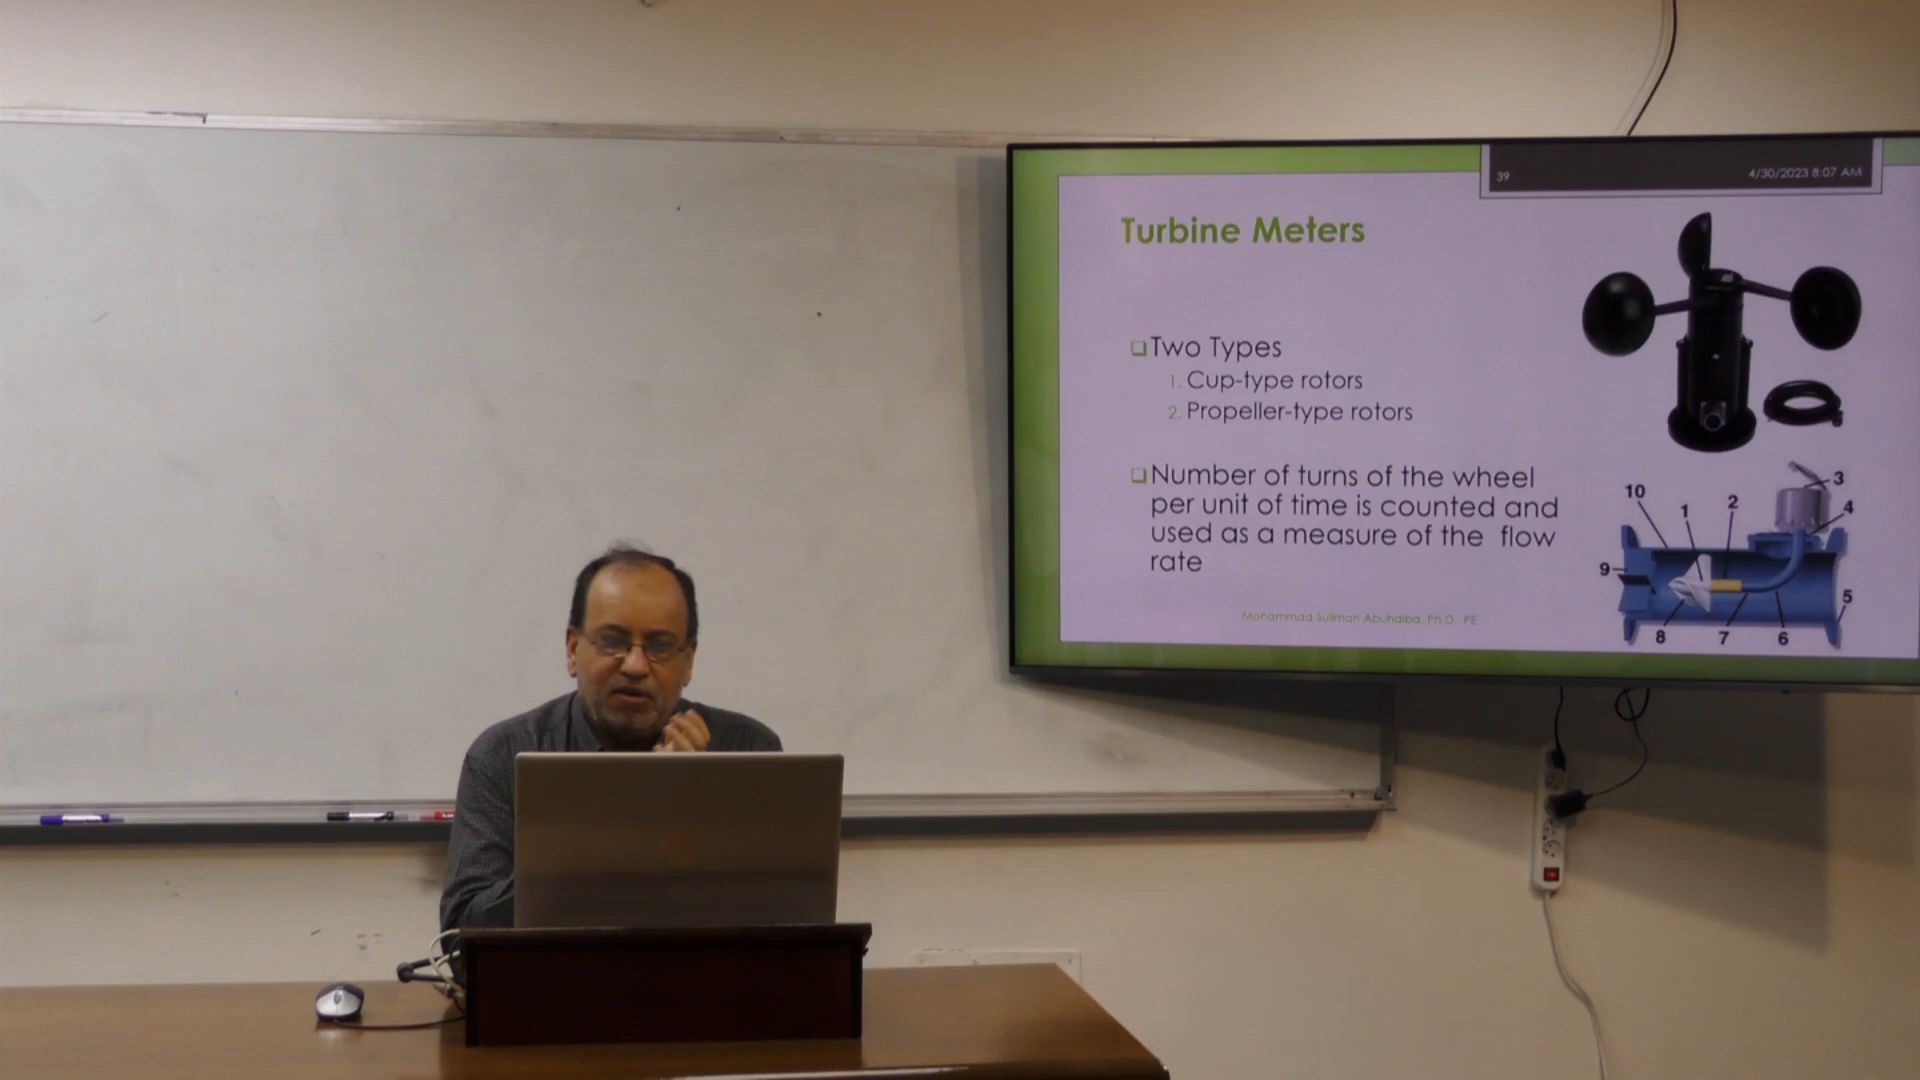 39
4/30/2023 8:07 AM
Turbine Meters
❑Two Types
1. Cup-type rotors
2. Propeller-type rotors
❑Number of turns of the wheel
per unit of time is counted and
used as a measure of the flow
rate
Mohammad Suliman Abuhaiba, Ph.D., PE
10
1
2
3
4
9
5
8
7
6